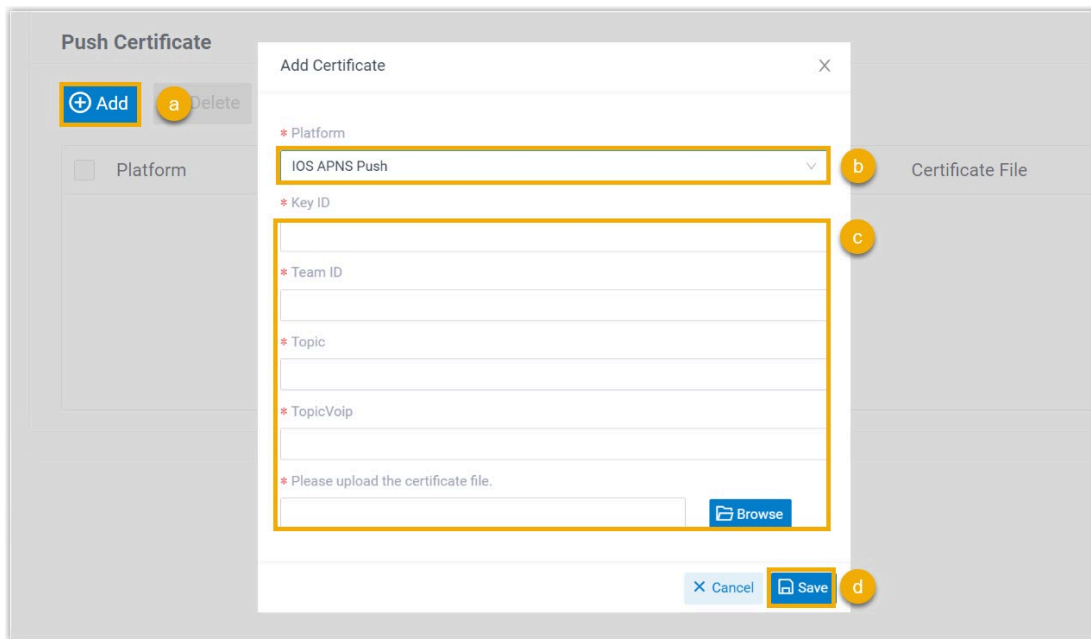 Push Certificate
Add Certificate
Add
a
Delete
* Platform
Platform
IOS APNS Push
b
Certificate File
* Key ID
c
* Team ID
* Topic
* TopicVoip
* Please upload the certificate file.
Browse
Cancel
Save
d